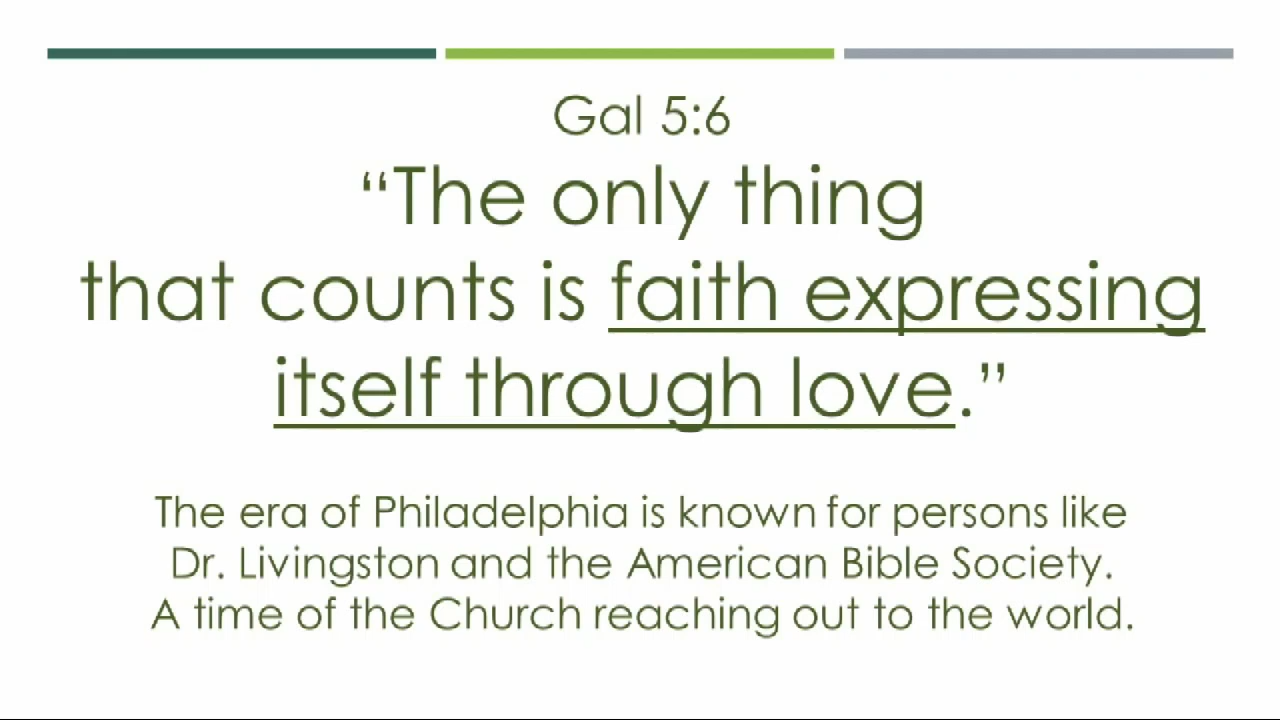 Gal 5:6
“The only thing
that counts is faith expressing
itself through love.”
The era of Philadelphia is known for persons like
Dr. Livingston and the American Bible Society.
A time of the Church reaching out to the world.